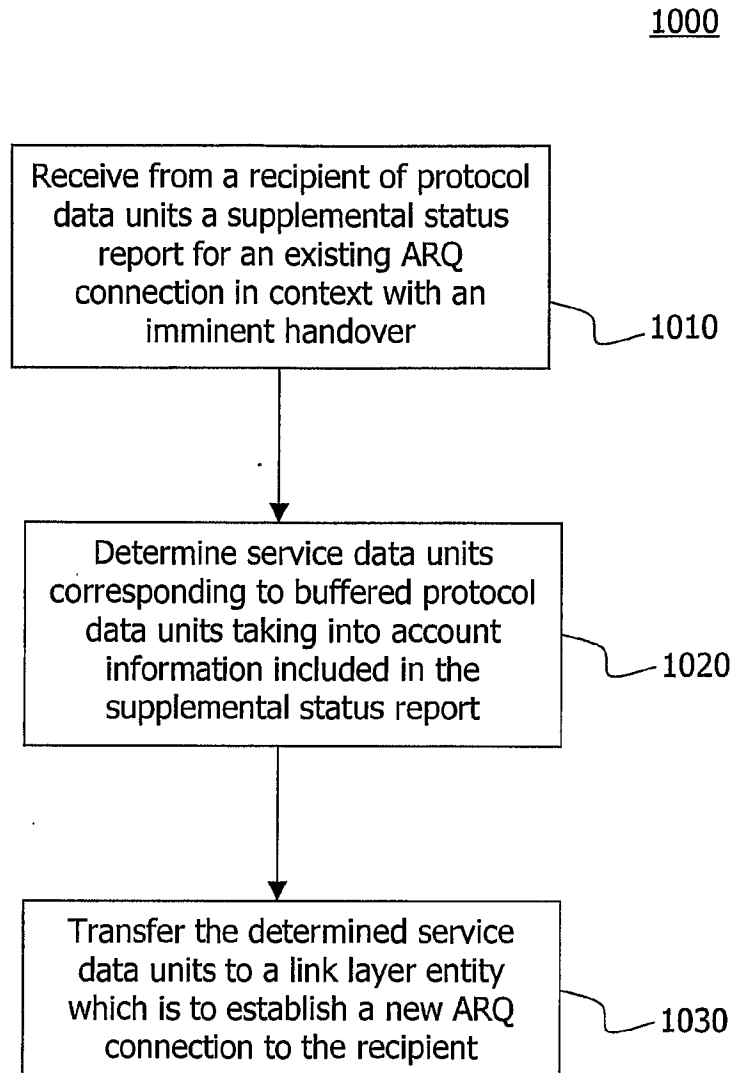 1000
Receive from a recipient of protocol
data units a supplemental status
report for an existing ARQ
connection in context with an
imminent handover
1010
Determine service data units
corresponding to buffered protocol
data units taking into account
information included in the
supplemental status report
1020
Transfer the determined service
data units to a link layer entity
which is to establish a new ARQ
connection to the recipient
1030